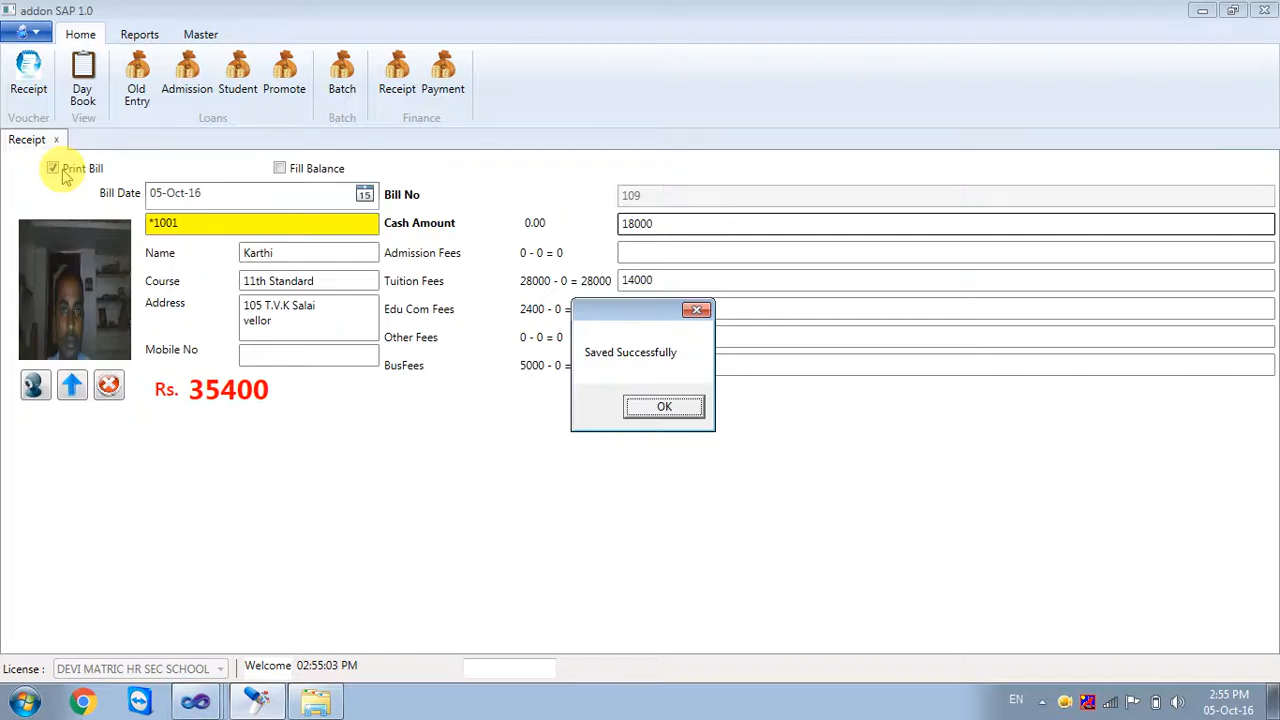 addon SAP 1.0
Home Reports Master
Receipt Day Book Old Entry Admission Student Promote Batch Receipt Payment
Voucher View Loans Batch Finance
Receipt x
Print Bill Fill Balance
Bill Date 05-Oct-16 15 Bill No 109
*1001 Cash Amount 0.00 18000
Name Karthi Admission Fees 0 - 0 = 0
Course 11th Standard Tuition Fees 28000 - 0 = 28000 14000
Address 105 T.V.K Salai Edu Com Fees 2400 - 0 =
vellor
Other Fees 0 - 0 = 0
Mobile No
BusFees 5000 - 0 =
Rs. 35400
Saved Successfully
OK
License : DEVI MATRIC HR SEC SCHOOL Welcome 02:55:03 PM
EN 2:55 PM
05-Oct-16